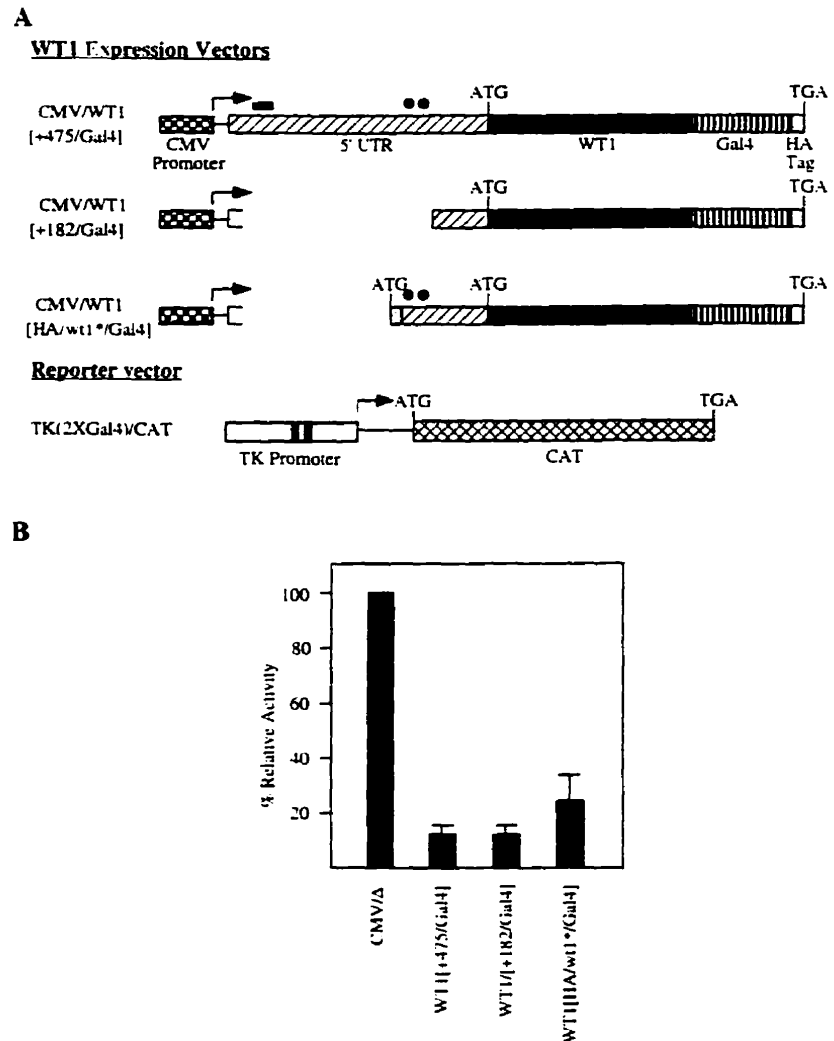 A
WT1 Expression Vectors
CMV/WT1
[+475/Gal4]
ATG
TGA
CMV
Promoter
5' UTR
WT1
Gal4
HA
Tag
CMV/WT1
[+182/Gal4]
ATG
TGA
CMV/WT1
[HA/wt1*/Gal4]
ATG
ATG
TGA
Reporter vector
TK(2XGal4)/CAT
ATG
TGA
TK Promoter
CAT
B
% Relative Activity
100
80
60
40
20
CMV/Δ
WT1[+475/Gal4]
WT1/[+182/Gal4]
WT1[HA/wt1*/Gal4]